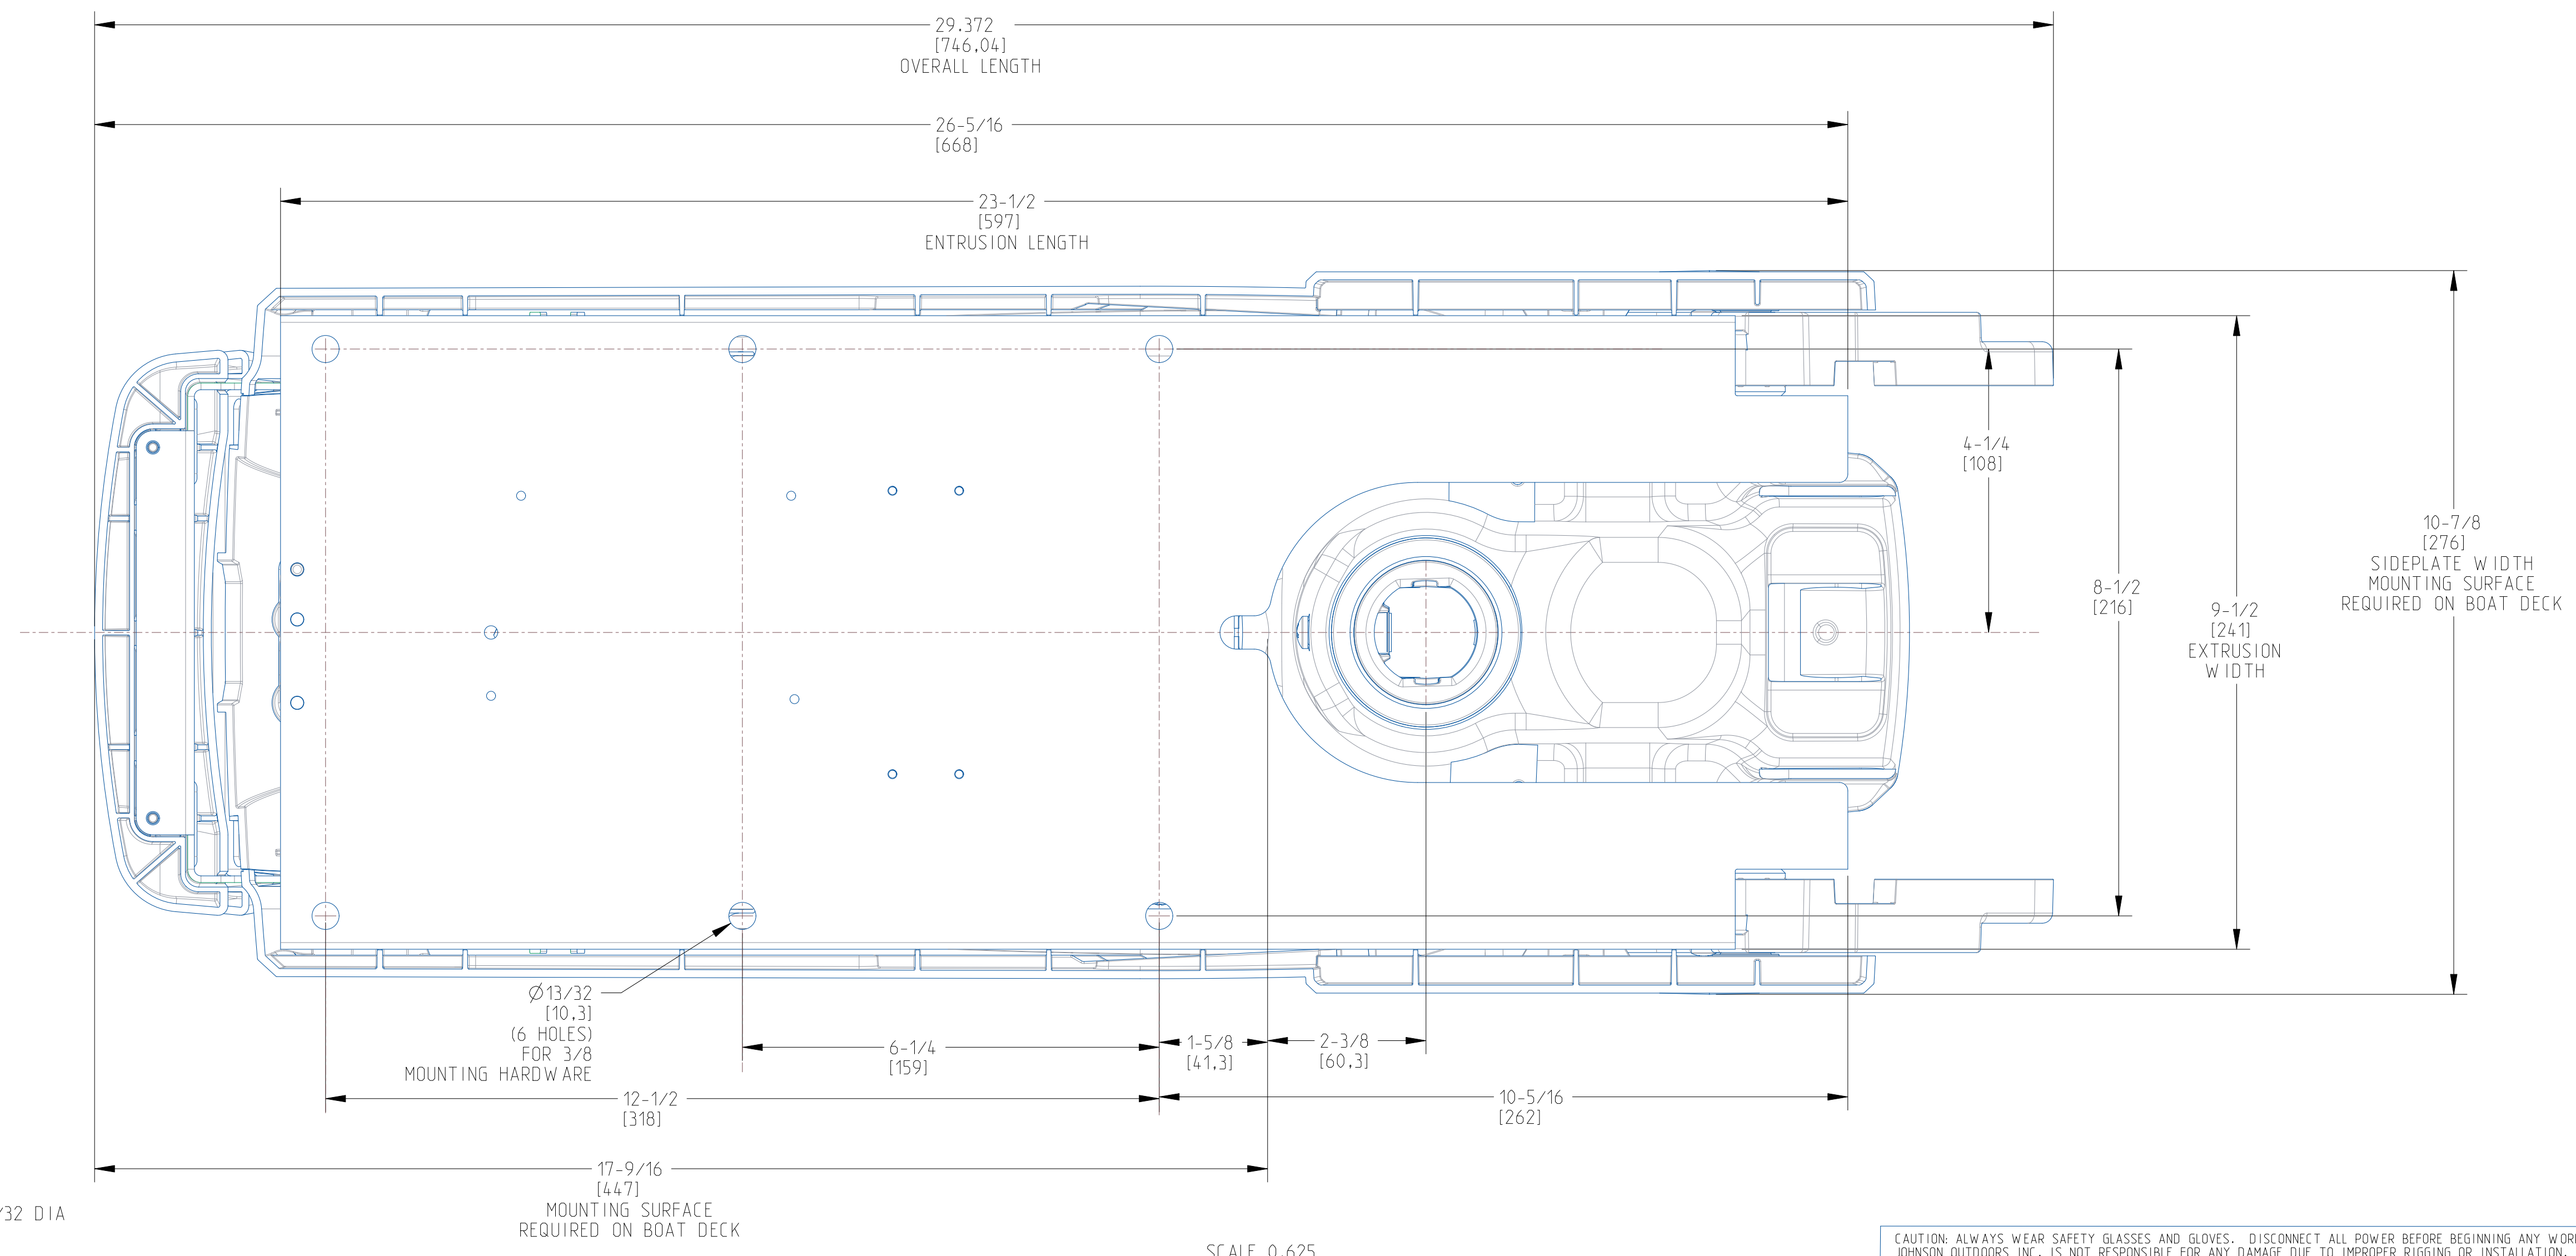 29.372
[746.04]
OVERALL LENGTH
26-5/16
[668]
23-1/2
[597]
ENTRUSION LENGTH
4-1/4
[108]
8-1/2
[216]
9-1/2
[241]
EXTRUSION
WIDTH
10-7/8
[276]
SIDEPLATE WIDTH
MOUNTING SURFACE
REQUIRED ON BOAT DECK
Ø13/32
[10.3]
(6 HOLES)
FOR 3/8
MOUNTING HARDWARE
6-1/4
[159]
1-5/8
[41.3]
2-3/8
[60.3]
12-1/2
[318]
10-5/16
[262]
17-9/16
[447]
MOUNTING SURFACE
REQUIRED ON BOAT DECK
/32 DIA
SCALE 0.625
CAUTION: ALWAYS WEAR SAFETY GLASSES AND GLOVES. DISCONNECT ALL POWER BEFORE BEGINNING ANY WOR
JOHNSON OUTDOORS INC. IS NOT RESPONSIBLE FOR ANY DAMAGE DUE TO IMPROPER RIGGING OR INSTALLATION.